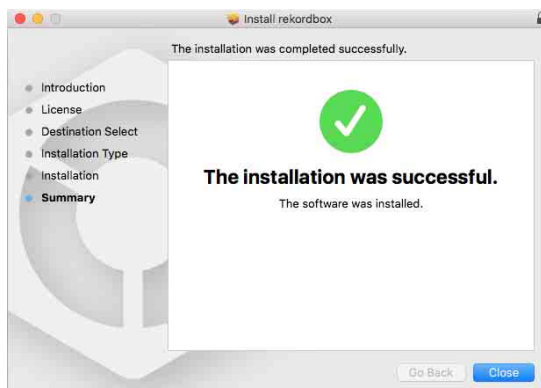 Install rekordbox
The installation was completed successfully.
Introduction
License
Destination Select
Installation Type
Installation
Summary
The installation was successful.
The software was installed.
Go Back
Close